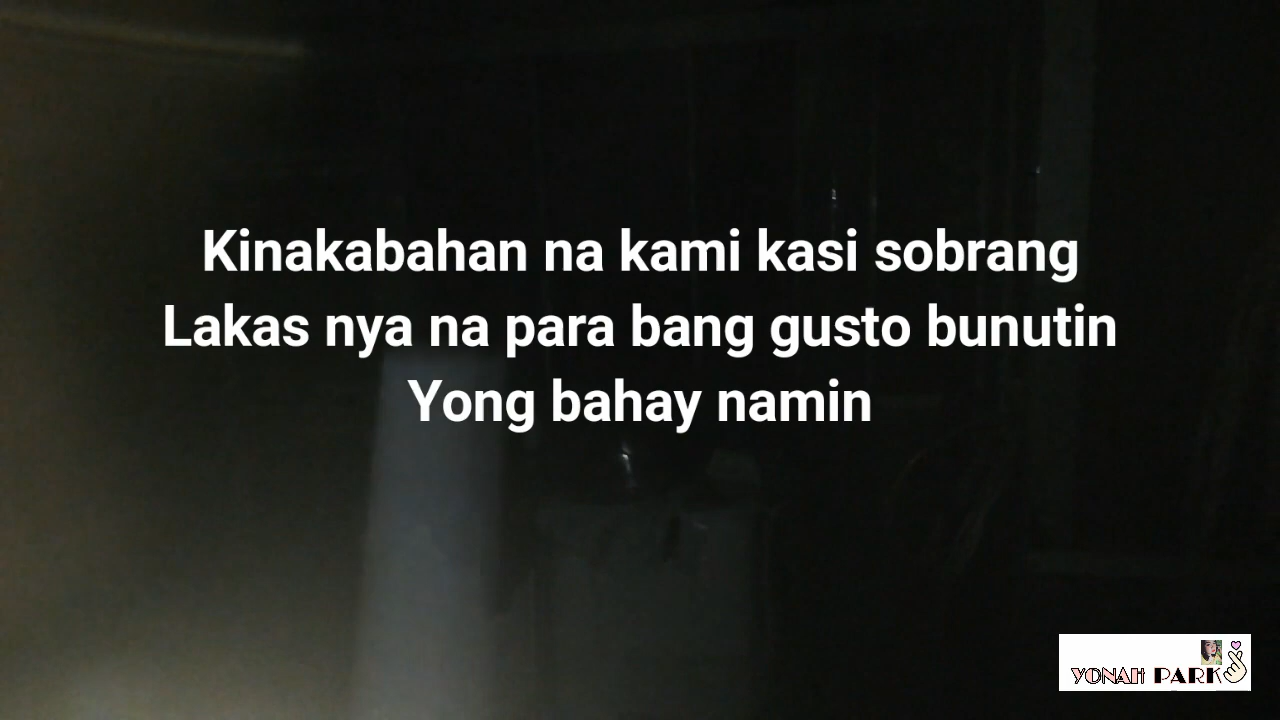 Kinakabahan na kami kasi sobrang
Lakas nya na para bang gusto bunutin
Yong bahay namin
YONAH PARK